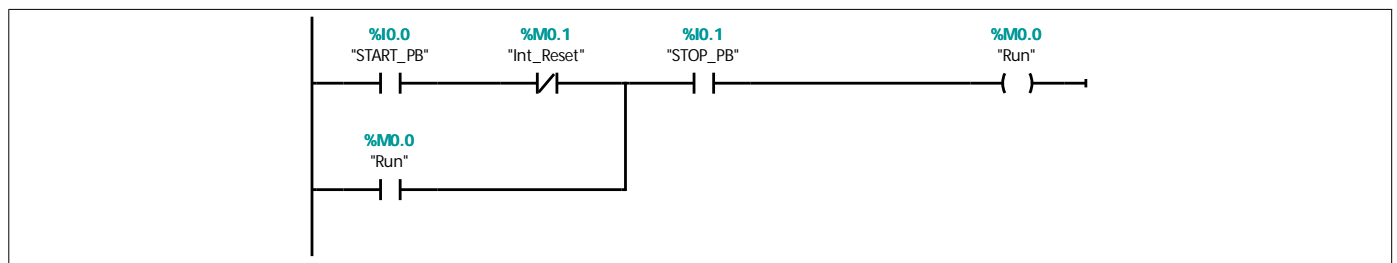 %I0.0 %M0.1 %I0.1 %M0.0
"START_PB" "Int_Reset" "STOP_PB" "Run"
%M0.0
"Run"